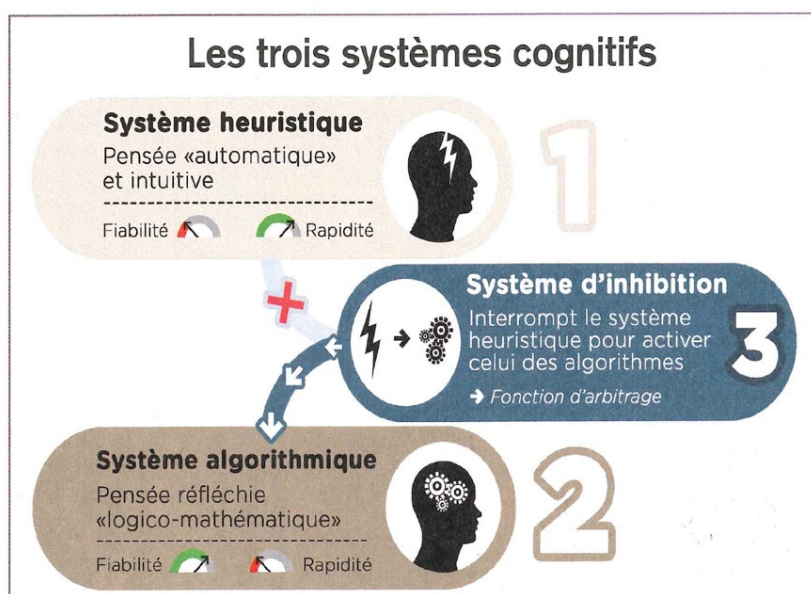 Les trois systèmes cognitifs
Système heuristique
Pensée «automatique»
et intuitive
Fiabilité Rapidité
1
Système d'inhibition
Interrompt le système
heuristique pour activer
celui des algorithmes
→ Fonction d'arbitrage
3
Système algorithmique
Pensée réfléchie
«logico-mathématique»
Fiabilité Rapidité
2